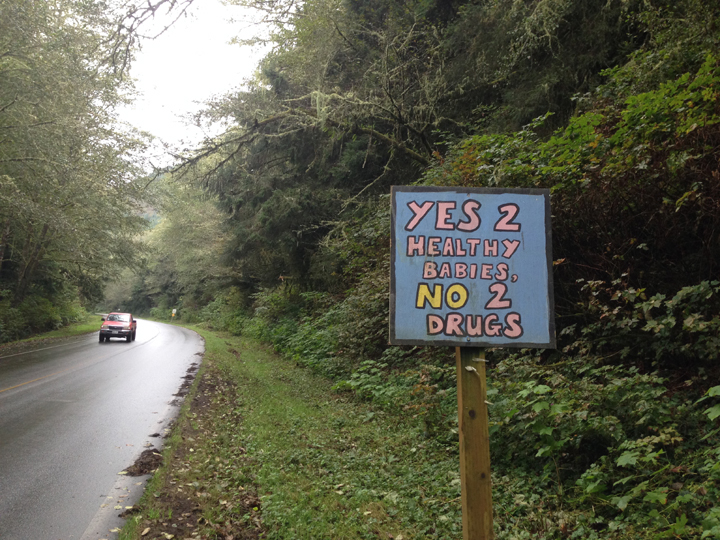 YES 2
HEALTHY
BABIES,
NO 2
DRUGS